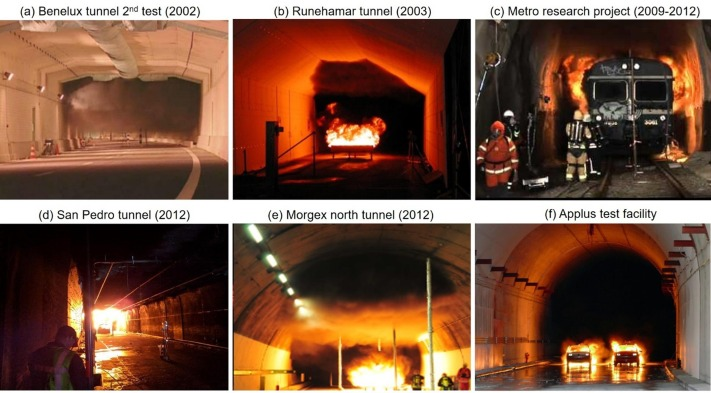 (a) Benelux tunnel 2nd test (2002)
(b) Runehamar tunnel (2003)
(c) Metro research project (2009-2012)
3061
(d) San Pedro tunnel (2012)
(e) Morgex north tunnel (2012)
(f) Applus test facility